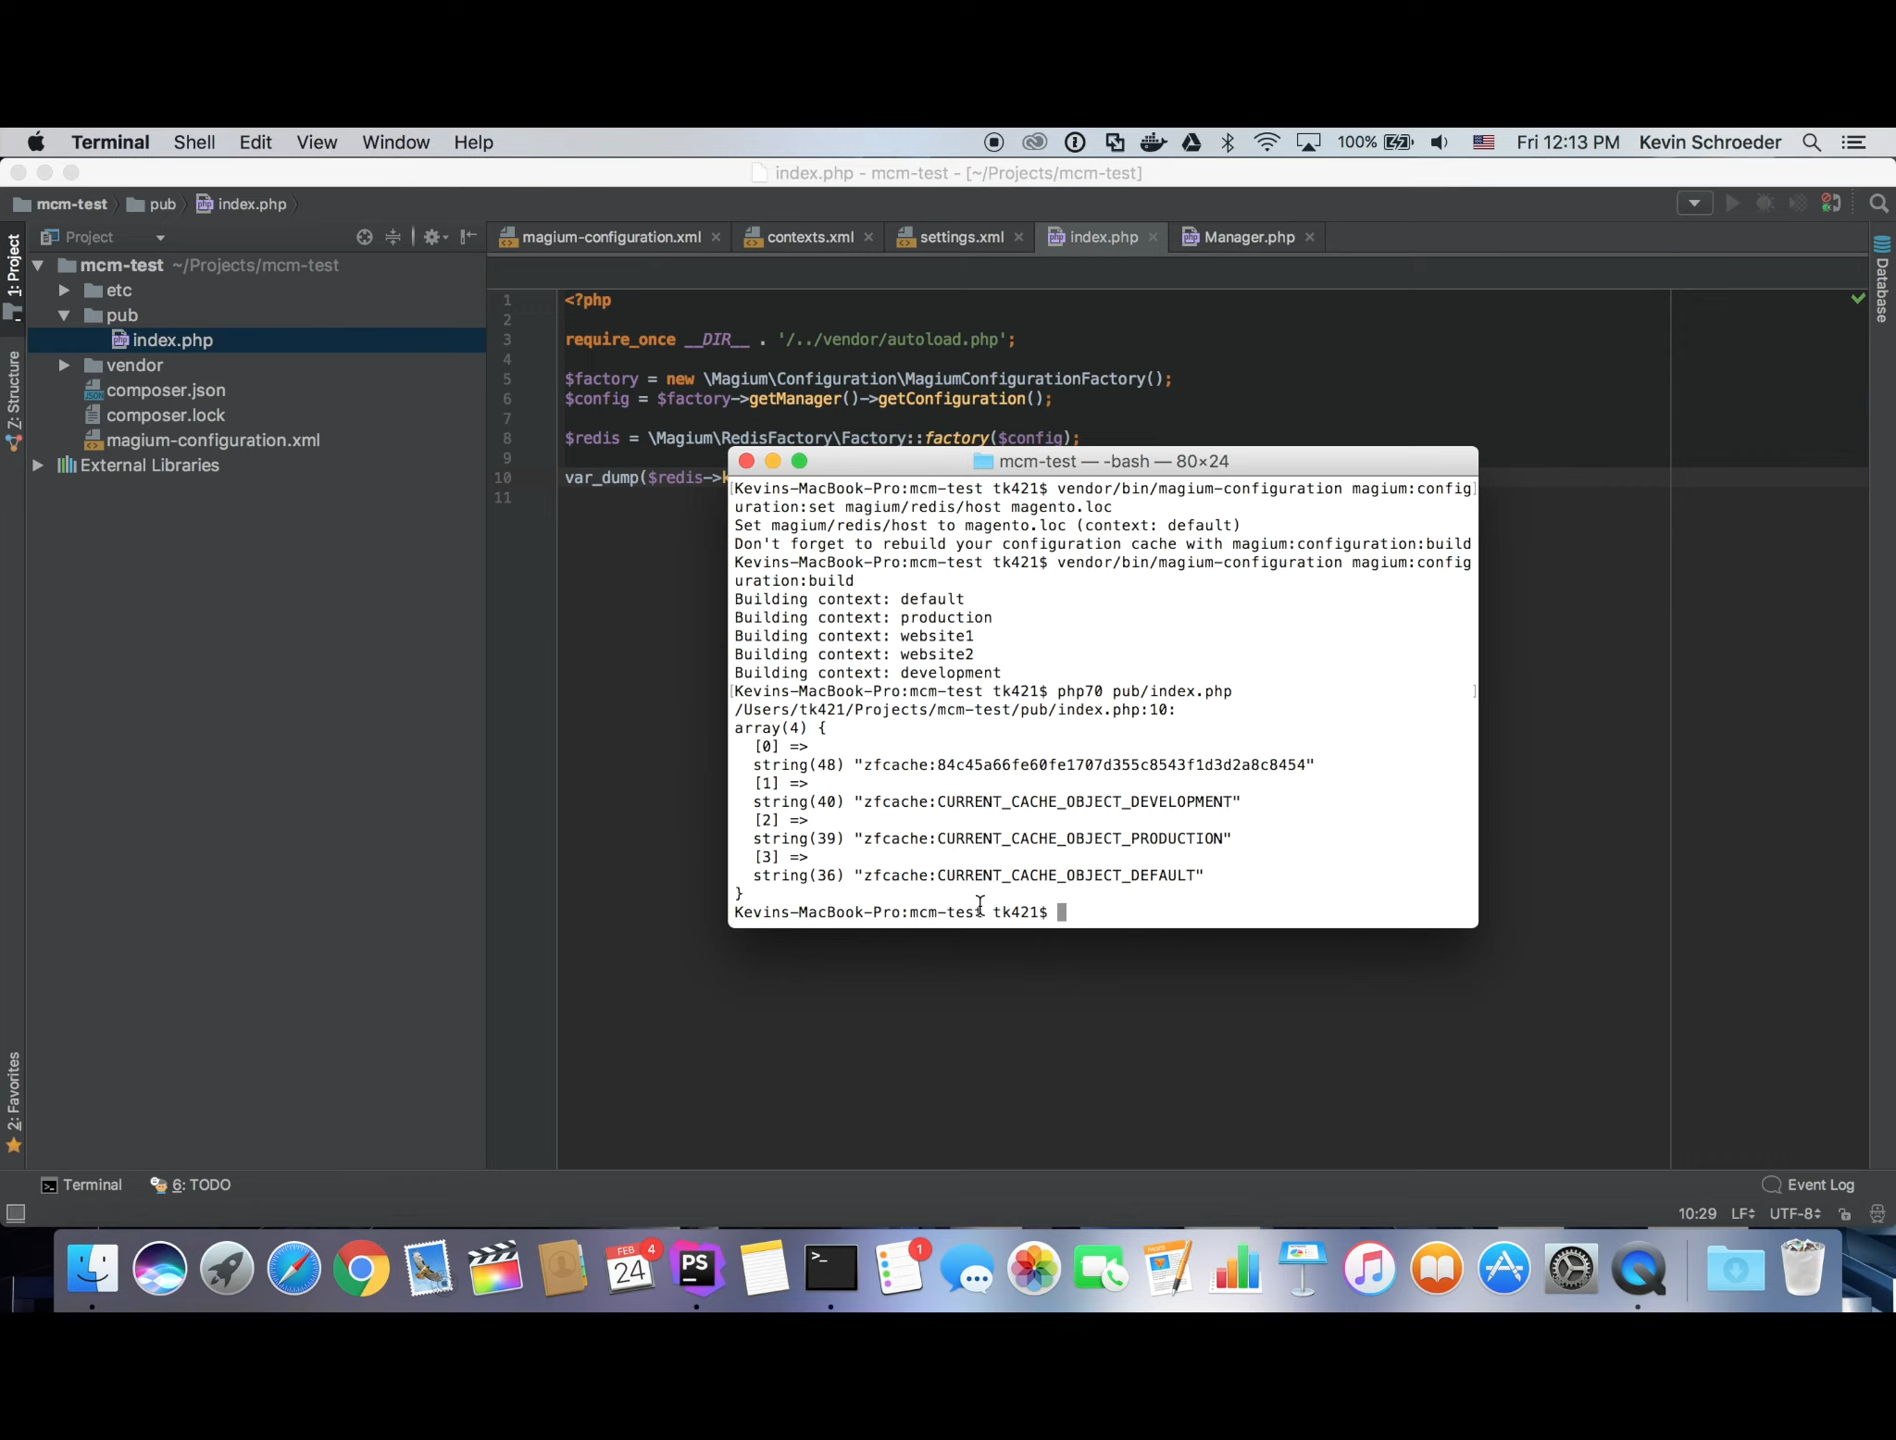 Terminal Shell Edit View Window Help 100% Fri 12:13 PM Kevin Schroeder
index.php - mcm-test - [~/Projects/mcm-test]
mcm-test pub index.php
1: Project
Project
magium-configuration.xml contexts.xml settings.xml index.php Manager.php
Database
mcm-test ~/Projects/mcm-test
etc
pub
index.php
vendor
composer.json
composer.lock
magium-configuration.xml
External Libraries
Z: Structure
2: Favorites
1 <?php
2
3 require_once __DIR__ . '/../vendor/autoload.php';
4
5 $factory = new \Magium\Configuration\MagiumConfigurationFactory();
6 $config = $factory->getManager()->getConfiguration();
7
8 $redis = \Magium\RedisFactory\Factory::factory($config);
9
10 var_dump($redis->k
11
mcm-test — -bash — 80×24
[Kevins-MacBook-Pro:mcm-test tk421$ vendor/bin/magium-configuration magium:config]
uration:set magium/redis/host magento.loc
Set magium/redis/host to magento.loc (context: default)
Don't forget to rebuild your configuration cache with magium:configuration:build
Kevins-MacBook-Pro:mcm-test tk421$ vendor/bin/magium-configuration magium:config
uration:build
Building context: default
Building context: production
Building context: website1
Building context: website2
Building context: development
[Kevins-MacBook-Pro:mcm-test tk421$ php70 pub/index.php ]
/Users/tk421/Projects/mcm-test/pub/index.php:10:
array(4) {
[0] =>
string(48) "zfcache:84c45a66fe60fe1707d355c8543f1d3d2a8c8454"
[1] =>
string(40) "zfcache:CURRENT_CACHE_OBJECT_DEVELOPMENT"
[2] =>
string(39) "zfcache:CURRENT_CACHE_OBJECT_PRODUCTION"
[3] =>
string(36) "zfcache:CURRENT_CACHE_OBJECT_DEFAULT"
}
Kevins-MacBook-Pro:mcm-test tk421$
Terminal 6: TODO Event Log
10:29 LF UTF-8
FEB 4
24
PS
>_
1
PAGES